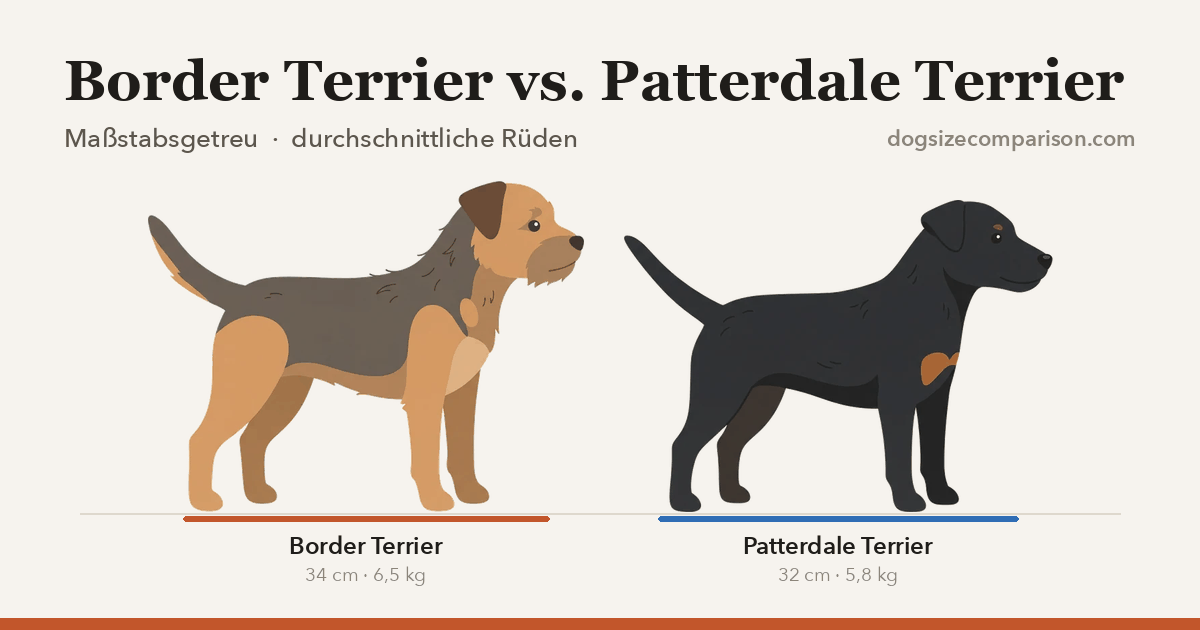 Border Terrier vs. Patterdale Terrier
Maßstabsgetreu · durchschnittliche Rüden
dogsizecomparison.com
Border Terrier
34 cm · 6,5 kg
Patterdale Terrier
32 cm · 5,8 kg